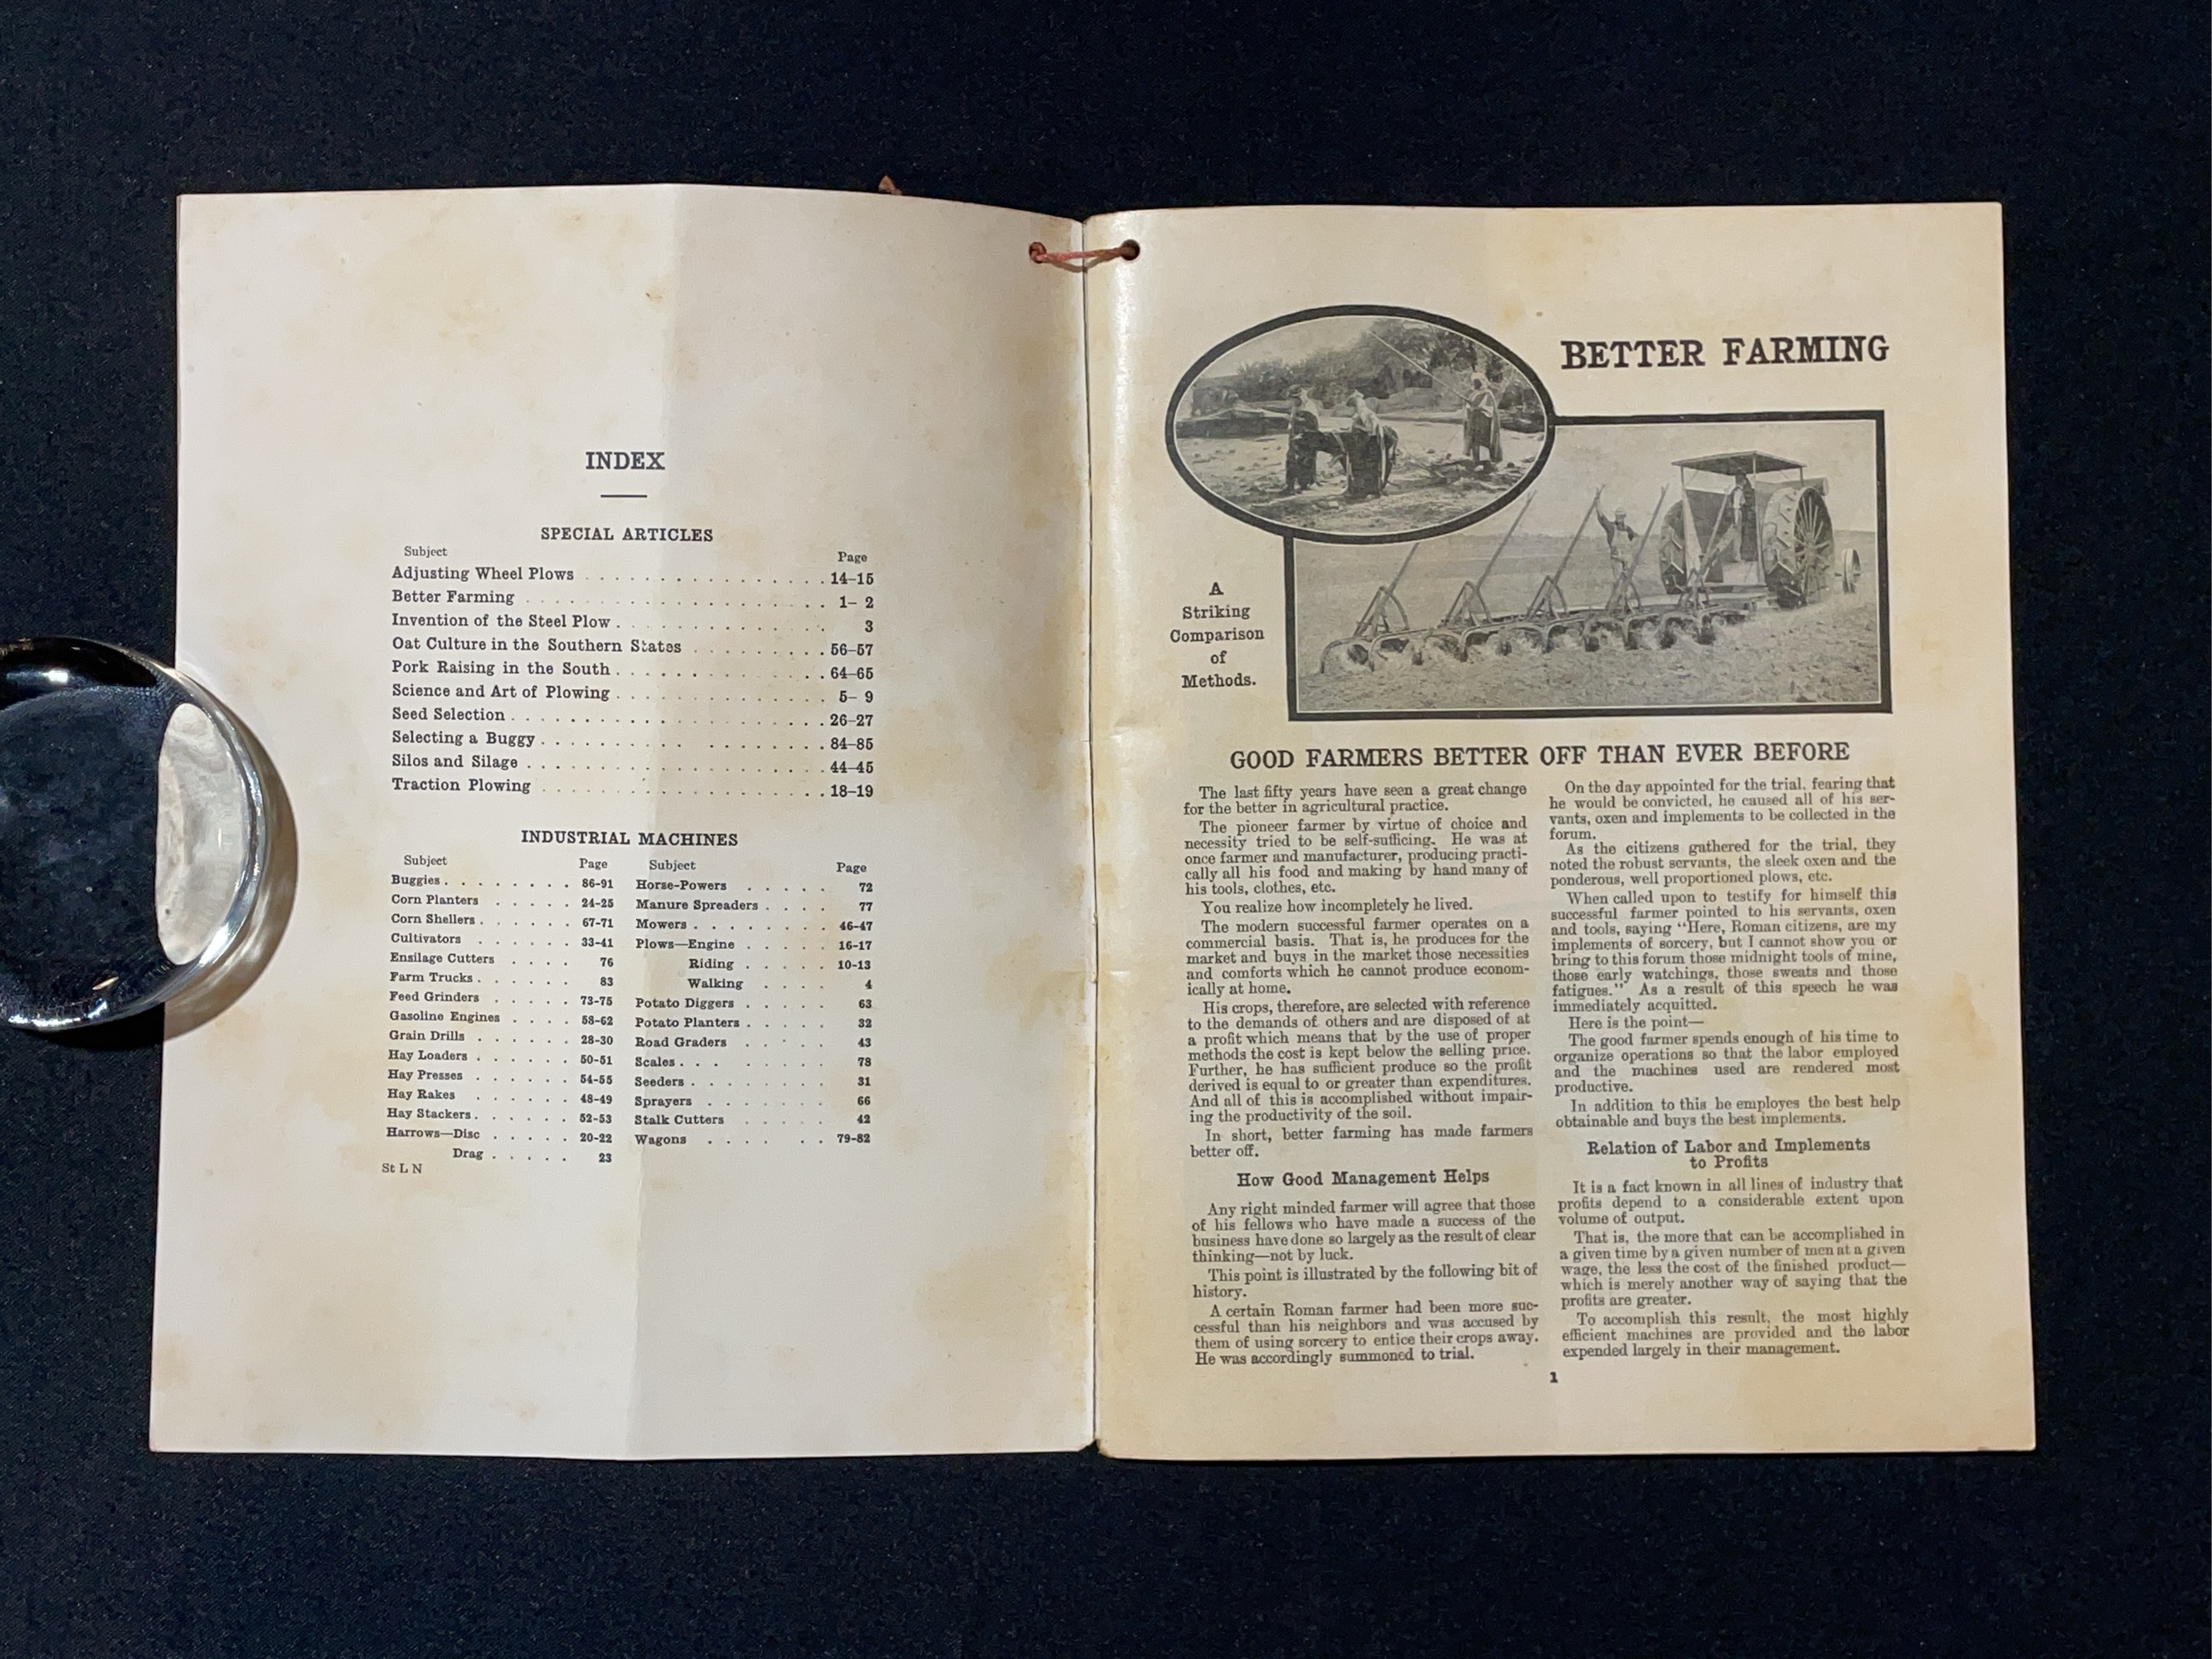 INDEX
SPECIAL ARTICLES
Subject Page
Adjusting Wheel Plows . . . . . . . . . . . . . . . . 14–15
Better Farming . . . . . . . . . . . . . . . . . . . 1– 2
Invention of the Steel Plow . . . . . . . . . . . . . 3
Oat Culture in the Southern States . . . . . . . . . 56–57
Pork Raising in the South . . . . . . . . . . . . . . 64–65
Science and Art of Plowing . . . . . . . . . . . . . 5– 9
Seed Selection . . . . . . . . . . . . . . . . . . . 26–27
Selecting a Buggy . . . . . . . . . . . . . . . . . . 84–85
Silos and Silage . . . . . . . . . . . . . . . . . . 44–45
Traction Plowing . . . . . . . . . . . . . . . . . . 18–19
INDUSTRIAL MACHINES
Subject Page
Buggies . . . . . . . . 86-91
Corn Planters . . . . . 24-25
Corn Shellers . . . . . . 67-71
Cultivators . . . . . . 33-41
Ensilage Cutters . . . . 76
Farm Trucks . . . . . . 83
Feed Grinders . . . . . 73-75
Gasoline Engines . . . . 58-62
Grain Drills . . . . . . 28-30
Hay Loaders . . . . . . 50-51
Hay Presses . . . . . . 54-55
Hay Rakes . . . . . . 48-49
Hay Stackers . . . . . . 52-53
Harrows—Disc . . . . . 20-22
Drag . . . . . 23
Subject Page
Horse-Powers . . . . . 72
Manure Spreaders . . . . 77
Mowers . . . . . . . . 46-47
Plows—Engine . . . . . 16-17
Riding . . . . . 10-13
Walking . . . . 4
Potato Diggers . . . . . 63
Potato Planters . . . . . 32
Road Graders . . . . . 43
Scales . . . . . . . . 78
Seeders . . . . . . . . 31
Sprayers . . . . . . . 66
Stalk Cutters . . . . . 42
Wagons . . . . . . 79-82
St L N
BETTER FARMING
A
Striking
Comparison
of
Methods.
GOOD FARMERS BETTER OFF THAN EVER BEFORE
The last fifty years have seen a great change
for the better in agricultural practice.
The pioneer farmer by virtue of choice and
necessity tried to be self-sufficing. He was at
once farmer and manufacturer, producing practi-
cally all his food and making by hand many of
his tools, clothes, etc.
You realize how incompletely he lived.
The modern successful farmer operates on a
commercial basis. That is, he produces for the
market and buys in the market those necessities
and comforts which he cannot produce econom-
ically at home.
His crops, therefore, are selected with reference
to the demands of others and are disposed of at
a profit which means that by the use of proper
methods the cost is kept below the selling price.
Further, he has sufficient produce so the profit
derived is equal to or greater than expenditures.
And all of this is accomplished without impair-
ing the productivity of the soil.
In short, better farming has made farmers
better off.
How Good Management Helps
Any right minded farmer will agree that those
of his fellows who have made a success of the
business have done so largely as the result of clear
thinking—not by luck.
This point is illustrated by the following bit of
history.
A certain Roman farmer had been more suc-
cessful than his neighbors and was accused by
them of using sorcery to entice their crops away.
He was accordingly summoned to trial.
On the day appointed for the trial, fearing that
he would be convicted, he caused all of his ser-
vants, oxen and implements to be collected in the
forum.
As the citizens gathered for the trial, they
noted the robust servants, the sleek oxen and the
ponderous, well proportioned plows, etc.
When called upon to testify for himself this
successful farmer pointed to his servants, oxen
and tools, saying "Here, Roman citizens, are my
implements of sorcery, but I cannot show you or
bring to this forum those midnight tools of mine,
those early watchings, those sweats and those
fatigues." As a result of this speech he was
immediately acquitted.
Here is the point—
The good farmer spends enough of his time to
organize operations so that the labor employed
and the machines used are rendered most
productive.
In addition to this he employes the best help
obtainable and buys the best implements.
Relation of Labor and Implements
to Profits
It is a fact known in all lines of industry that
profits depend to a considerable extent upon
volume of output.
That is, the more that can be accomplished in
a given time by a given number of men at a given
wage, the less the cost of the finished product—
which is merely another way of saying that the
profits are greater.
To accomplish this result, the most highly
efficient machines are provided and the labor
expended largely in their management.
1